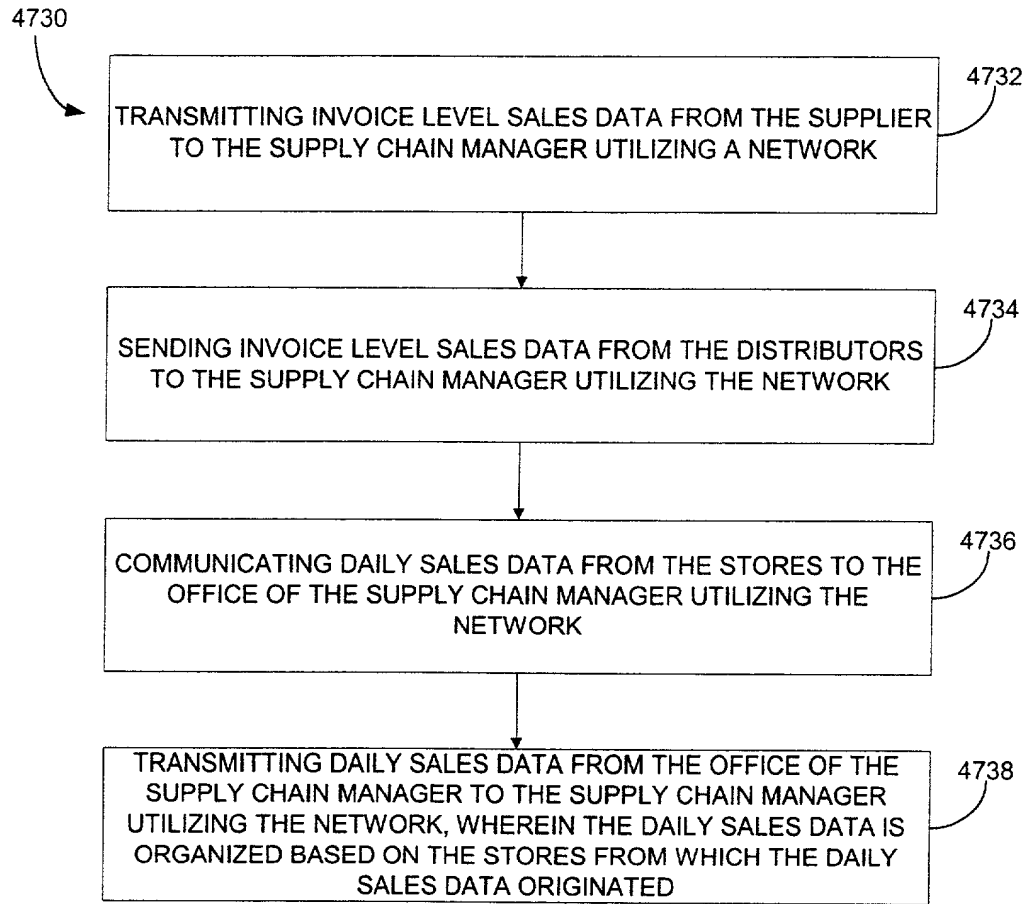 4730
4732
TRANSMITTING INVOICE LEVEL SALES DATA FROM THE SUPPLIER
TO THE SUPPLY CHAIN MANAGER UTILIZING A NETWORK
4734
SENDING INVOICE LEVEL SALES DATA FROM THE DISTRIBUTORS
TO THE SUPPLY CHAIN MANAGER UTILIZING THE NETWORK
4736
COMMUNICATING DAILY SALES DATA FROM THE STORES TO THE
OFFICE OF THE SUPPLY CHAIN MANAGER UTILIZING THE
NETWORK
4738
TRANSMITTING DAILY SALES DATA FROM THE OFFICE OF THE
SUPPLY CHAIN MANAGER TO THE SUPPLY CHAIN MANAGER
UTILIZING THE NETWORK, WHEREIN THE DAILY SALES DATA IS
ORGANIZED BASED ON THE STORES FROM WHICH THE DAILY
SALES DATA ORIGINATED